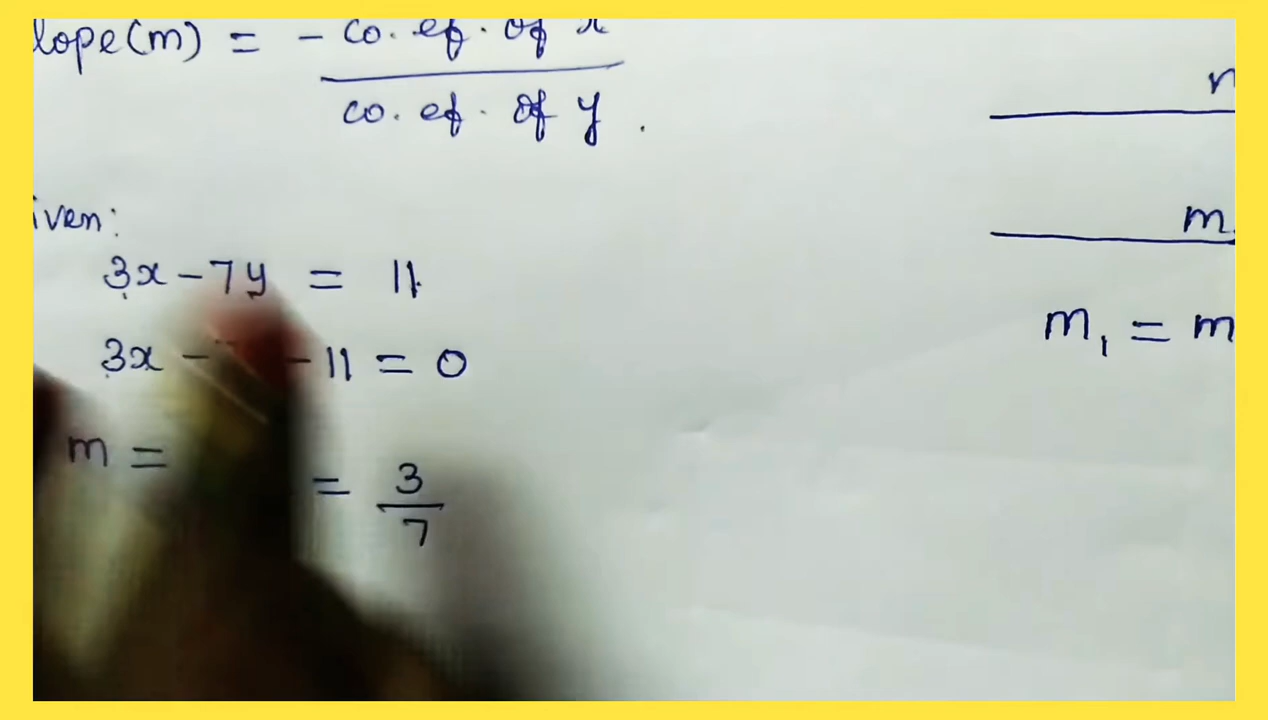 lope(m) = - co. ef. of x
co. ef. of y .
iven:
3x - 7y = 11
3x - - 11 = 0
m = = 3
7
m
m₁ = m